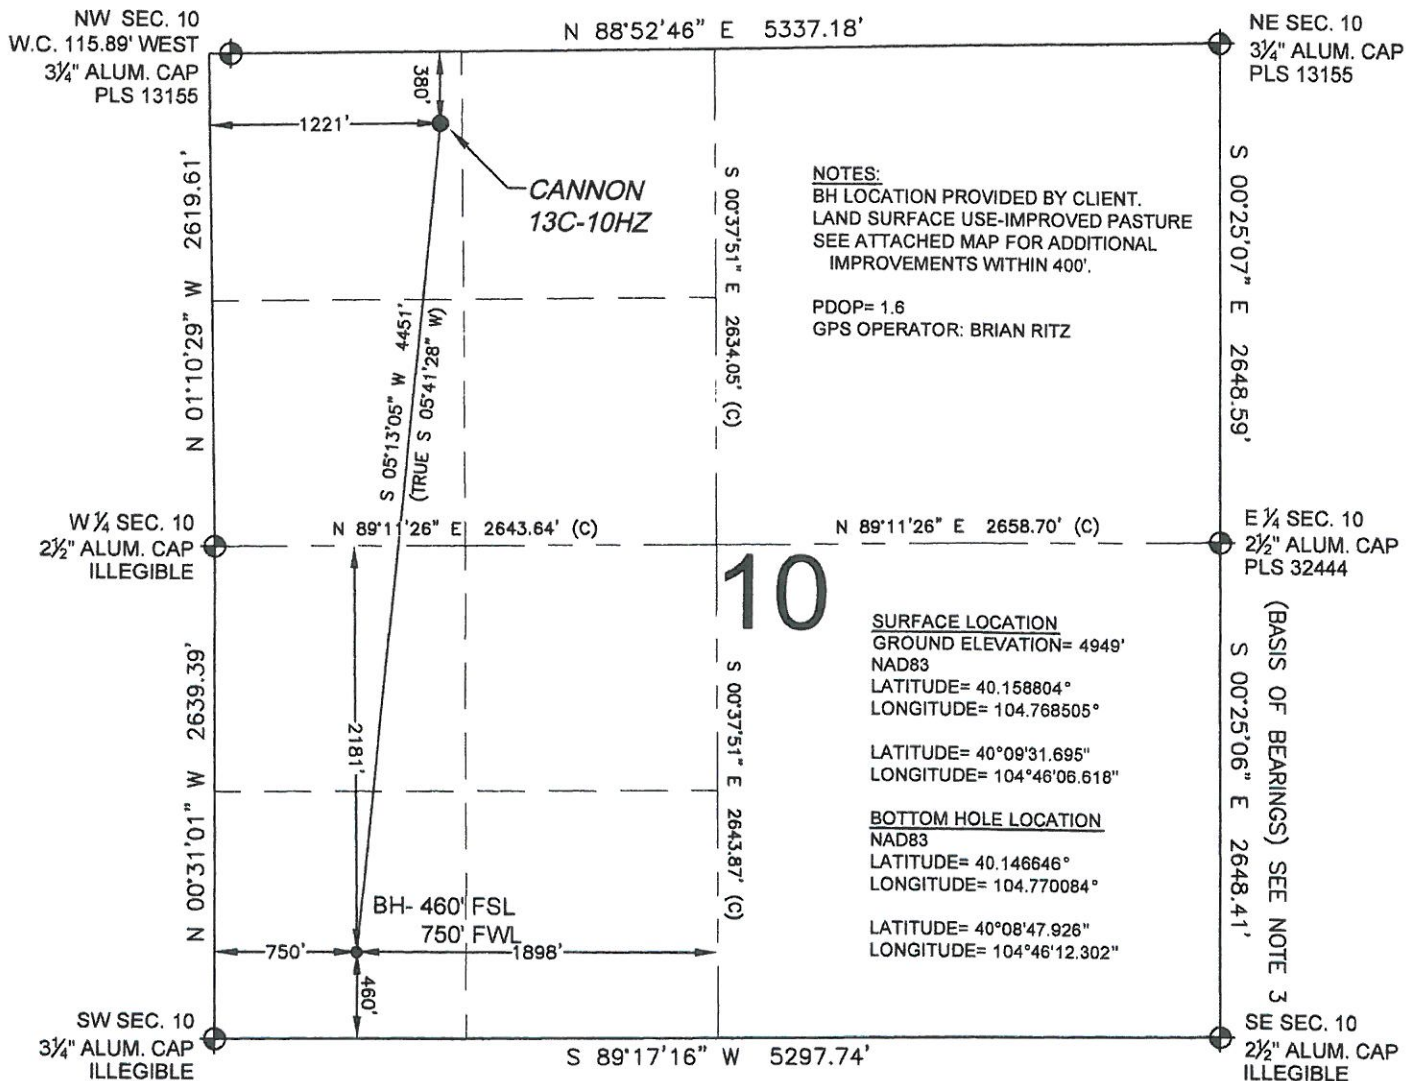 NW SEC. 10
W.C. 115.89' WEST
3¼" ALUM. CAP
PLS 13155
N 88°52'46" E 5337.18'
NE SEC. 10
3¼" ALUM. CAP
PLS 13155
380'
1221'
CANNON
13C-10HZ
N 01°10'29" W 2619.61'
S 00°37'51" E 2634.05' (C)
NOTES:
BH LOCATION PROVIDED BY CLIENT.
LAND SURFACE USE-IMPROVED PASTURE
SEE ATTACHED MAP FOR ADDITIONAL
IMPROVEMENTS WITHIN 400'.
PDOP= 1.6
GPS OPERATOR: BRIAN RITZ
S 00°25'07" E 2648.59'
S 05°13'05" W 4451'
(TRUE S 05°41'28" W)
W ¼ SEC. 10
2½" ALUM. CAP
ILLEGIBLE
N 89°11'26" E 2643.64' (C)
N 89°11'26" E 2658.70' (C)
E ¼ SEC. 10
2½" ALUM. CAP
PLS 32444
10
N 00°31'01" W 2639.39'
2181'
S 00°37'51" E 2643.87' (C)
SURFACE LOCATION
GROUND ELEVATION= 4949'
NAD83
LATITUDE= 40.158804°
LONGITUDE= 104.768505°
LATITUDE= 40°09'31.695"
LONGITUDE= 104°46'06.618"
BOTTOM HOLE LOCATION
NAD83
LATITUDE= 40.146646°
LONGITUDE= 104.770084°
LATITUDE= 40°08'47.926"
LONGITUDE= 104°46'12.302"
S 00°25'06" E 2648.41'
(BASIS OF BEARINGS) SEE NOTE 3
BH- 460' FSL
750' FWL
750'
1898'
460'
SW SEC. 10
3¼" ALUM. CAP
ILLEGIBLE
S 89°17'16" W 5297.74'
SE SEC. 10
2½" ALUM. CAP
ILLEGIBLE